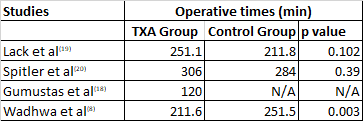 Studies Operative times (min)
TXA Group Control Group p value
Lack et al(19) 251.1 211.8 0.102
Spitler et al(20) 306 284 0.39
Gumustas et al(18) 120 N/A N/A
Wadhwa et al(8) 211.6 251.5 0.003